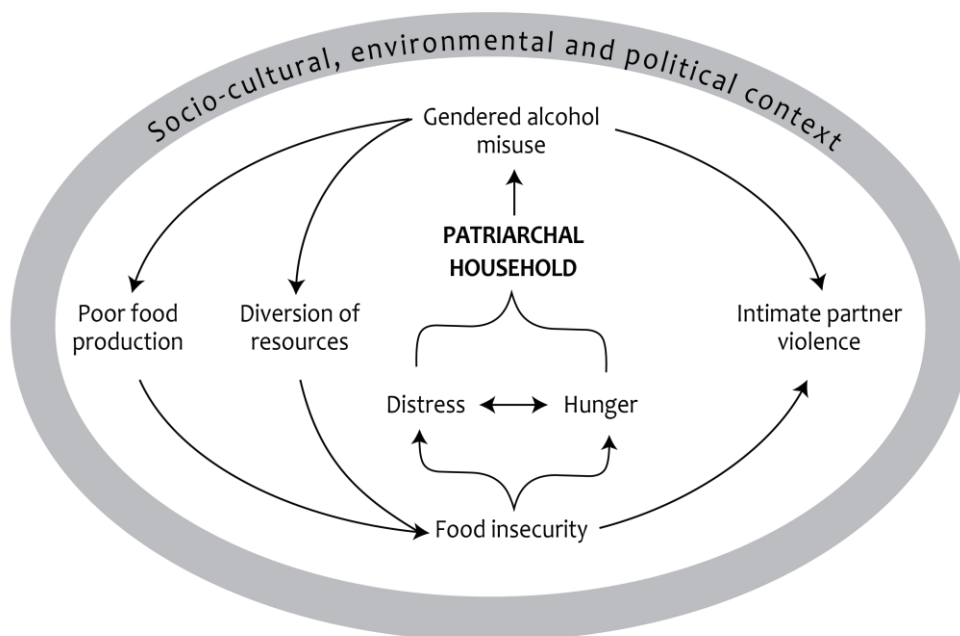 Socio-cultural, environmental and political context
Gendered alcohol
misuse
PATRIARCHAL
HOUSEHOLD
Poor food
production
Diversion of
resources
Intimate partner
violence
Distress
Hunger
Food insecurity